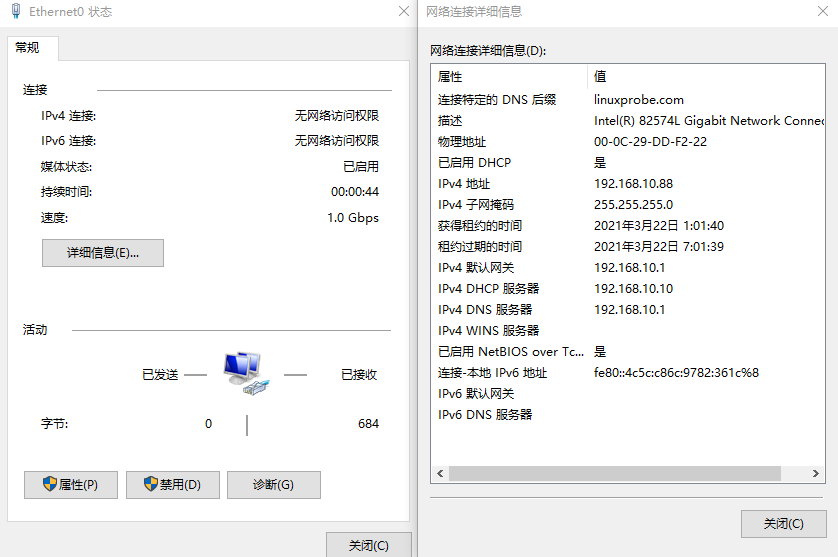 Ethernet0 状态
常规
连接
IPv4 连接: 无网络访问权限
IPv6 连接: 无网络访问权限
媒体状态: 已启用
持续时间: 00:00:44
速度: 1.0 Gbps
详细信息(E)...
活动
已发送 已接收
字节: 0 684
属性(P) 禁用(D) 诊断(G)
关闭(C)
网络连接详细信息
网络连接详细信息(D):
属性 值
连接特定的 DNS 后缀 linuxprobe.com
描述 Intel(R) 82574L Gigabit Network Connec
物理地址 00-0C-29-DD-F2-22
已启用 DHCP 是
IPv4 地址 192.168.10.88
IPv4 子网掩码 255.255.255.0
获得租约的时间 2021年3月22日 1:01:40
租约过期的时间 2021年3月22日 7:01:39
IPv4 默认网关 192.168.10.1
IPv4 DHCP 服务器 192.168.10.10
IPv4 DNS 服务器 192.168.10.1
IPv4 WINS 服务器
已启用 NetBIOS over Tc... 是
连接-本地 IPv6 地址 fe80::4c5c:c86c:9782:361c%8
IPv6 默认网关
IPv6 DNS 服务器
关闭(C)